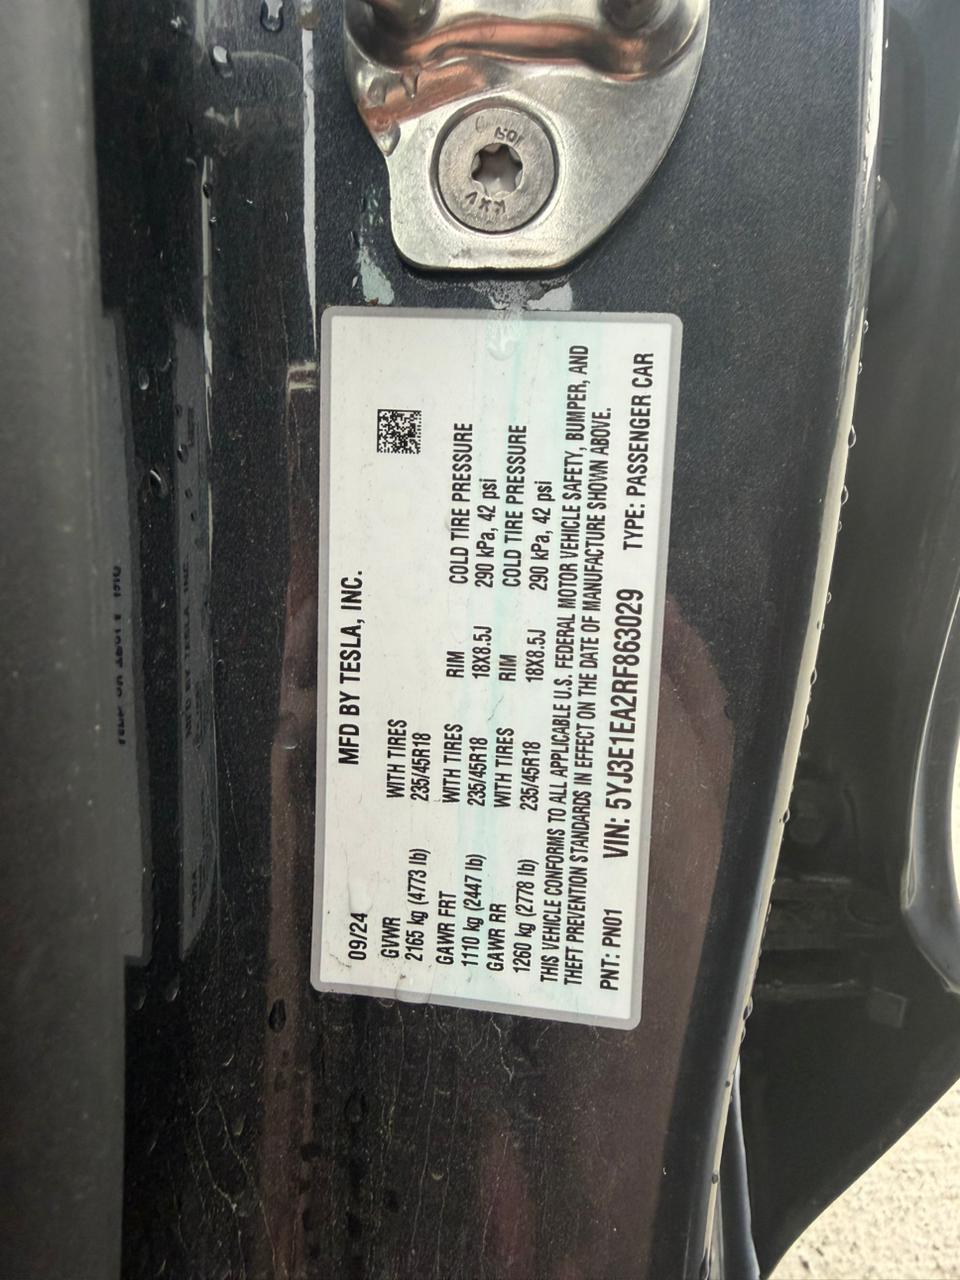 09/24 MFD BY TESLA, INC.
GVWR WITH TIRES
2165 kg (4773 lb) 235/45R18
GAWR FRT WITH TIRES RIM COLD TIRE PRESSURE
1110 kg (2447 lb) 235/45R18 18X8.5J 290 kPa, 42 psi
GAWR RR WITH TIRES RIM COLD TIRE PRESSURE
1260 kg (2778 lb) 235/45R18 18X8.5J 290 kPa, 42 psi
THIS VEHICLE CONFORMS TO ALL APPLICABLE U.S. FEDERAL MOTOR VEHICLE SAFETY, BUMPER, AND
THEFT PREVENTION STANDARDS IN EFFECT ON THE DATE OF MANUFACTURE SHOWN ABOVE.
PNT: PN01 VIN: 5YJ3E1EA2RF863029 TYPE: PASSENGER CAR